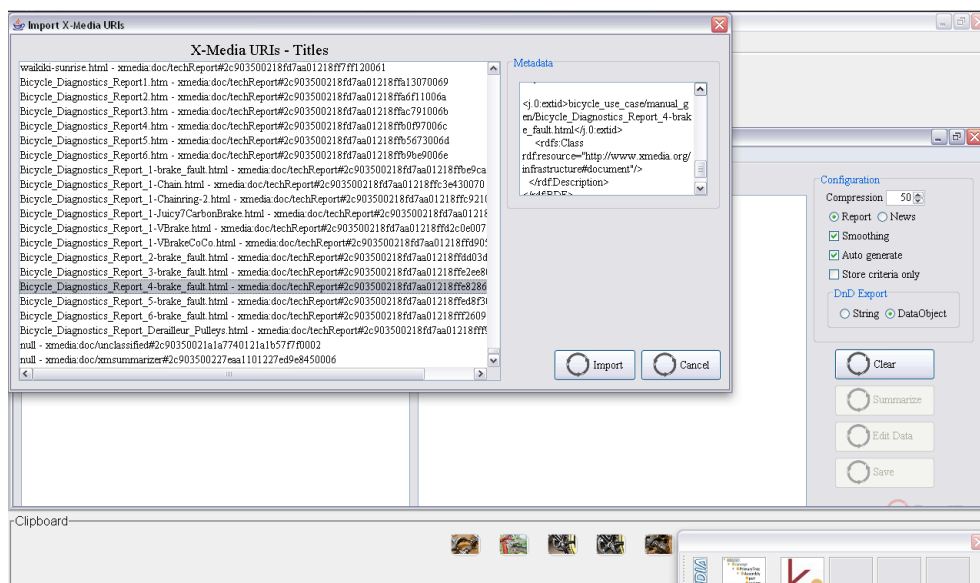 Import X-Media URIs
X-Media URIs - Titles
waikiki-sunrise.html - xmedia:doc/techReport#2c903500218fd7aa01218ff7ff120061
Bicycle_Diagnostics_Report1.htm - xmedia:doc/techReport#2c903500218fd7aa01218ffa13070069
Bicycle_Diagnostics_Report2.htm - xmedia:doc/techReport#2c903500218fd7aa01218ffa6f11006a
Bicycle_Diagnostics_Report3.htm - xmedia:doc/techReport#2c903500218fd7aa01218ffac791006b
Bicycle_Diagnostics_Report4.htm - xmedia:doc/techReport#2c903500218fd7aa01218ffb0f97006c
Bicycle_Diagnostics_Report5.htm - xmedia:doc/techReport#2c903500218fd7aa01218ffb5673006d
Bicycle_Diagnostics_Report6.htm - xmedia:doc/techReport#2c903500218fd7aa01218ffb9be9006e
Bicycle_Diagnostics_Report_1-brake_fault.html - xmedia:doc/techReport#2c903500218fd7aa01218ffbe9ca
Bicycle_Diagnostics_Report_1-Chain.html - xmedia:doc/techReport#2c903500218fd7aa01218ffc3e430070
Bicycle_Diagnostics_Report_1-Chainring-2.html - xmedia:doc/techReport#2c903500218fd7aa01218ffc9210
Bicycle_Diagnostics_Report_1-Juicy7CarbonBrake.html - xmedia:doc/techReport#2c903500218fd7aa01218
Bicycle_Diagnostics_Report_1-VBrake.html - xmedia:doc/techReport#2c903500218fd7aa01218ffd2c0e007
Bicycle_Diagnostics_Report_1-VBrakeCoCo.html - xmedia:doc/techReport#2c903500218fd7aa01218ffd905
Bicycle_Diagnostics_Report_2-brake_fault.html - xmedia:doc/techReport#2c903500218fd7aa01218ffdd03d
Bicycle_Diagnostics_Report_3-brake_fault.html - xmedia:doc/techReport#2c903500218fd7aa01218ffe2ee8
Bicycle_Diagnostics_Report_4-brake_fault.html - xmedia:doc/techReport#2c903500218fd7aa01218ffe8286
Bicycle_Diagnostics_Report_5-brake_fault.html - xmedia:doc/techReport#2c903500218fd7aa01218ffed8f3
Bicycle_Diagnostics_Report_6-brake_fault.html - xmedia:doc/techReport#2c903500218fd7aa01218fff2609
Bicycle_Diagnostics_Report_Derailleur_Pulleys.html - xmedia:doc/techReport#2c903500218fd7aa01218fff
null - xmedia:doc/unclassified#2c90350021a1a7740121a1b57f7f0002
null - xmedia:doc/xmsummarizer#2c903500227eaa1101227ed9e8450006
Metadata
<j.0:extid>bicycle_use_case/manual_g
en/Bicycle_Diagnostics_Report_4-brak
e_fault.html</j.0:extid>
<rdfs:Class
rdf:resource="http://www.xmedia.org/
infrastructure#document"/>
</rdf:Description>
</rdf:RDF>
Import
Cancel
Configuration
Compression 50
Report News
Smoothing
Auto generate
Store criteria only
DnD Export
String DataObject
Clear
Summarize
Edit Data
Save
Clipboard